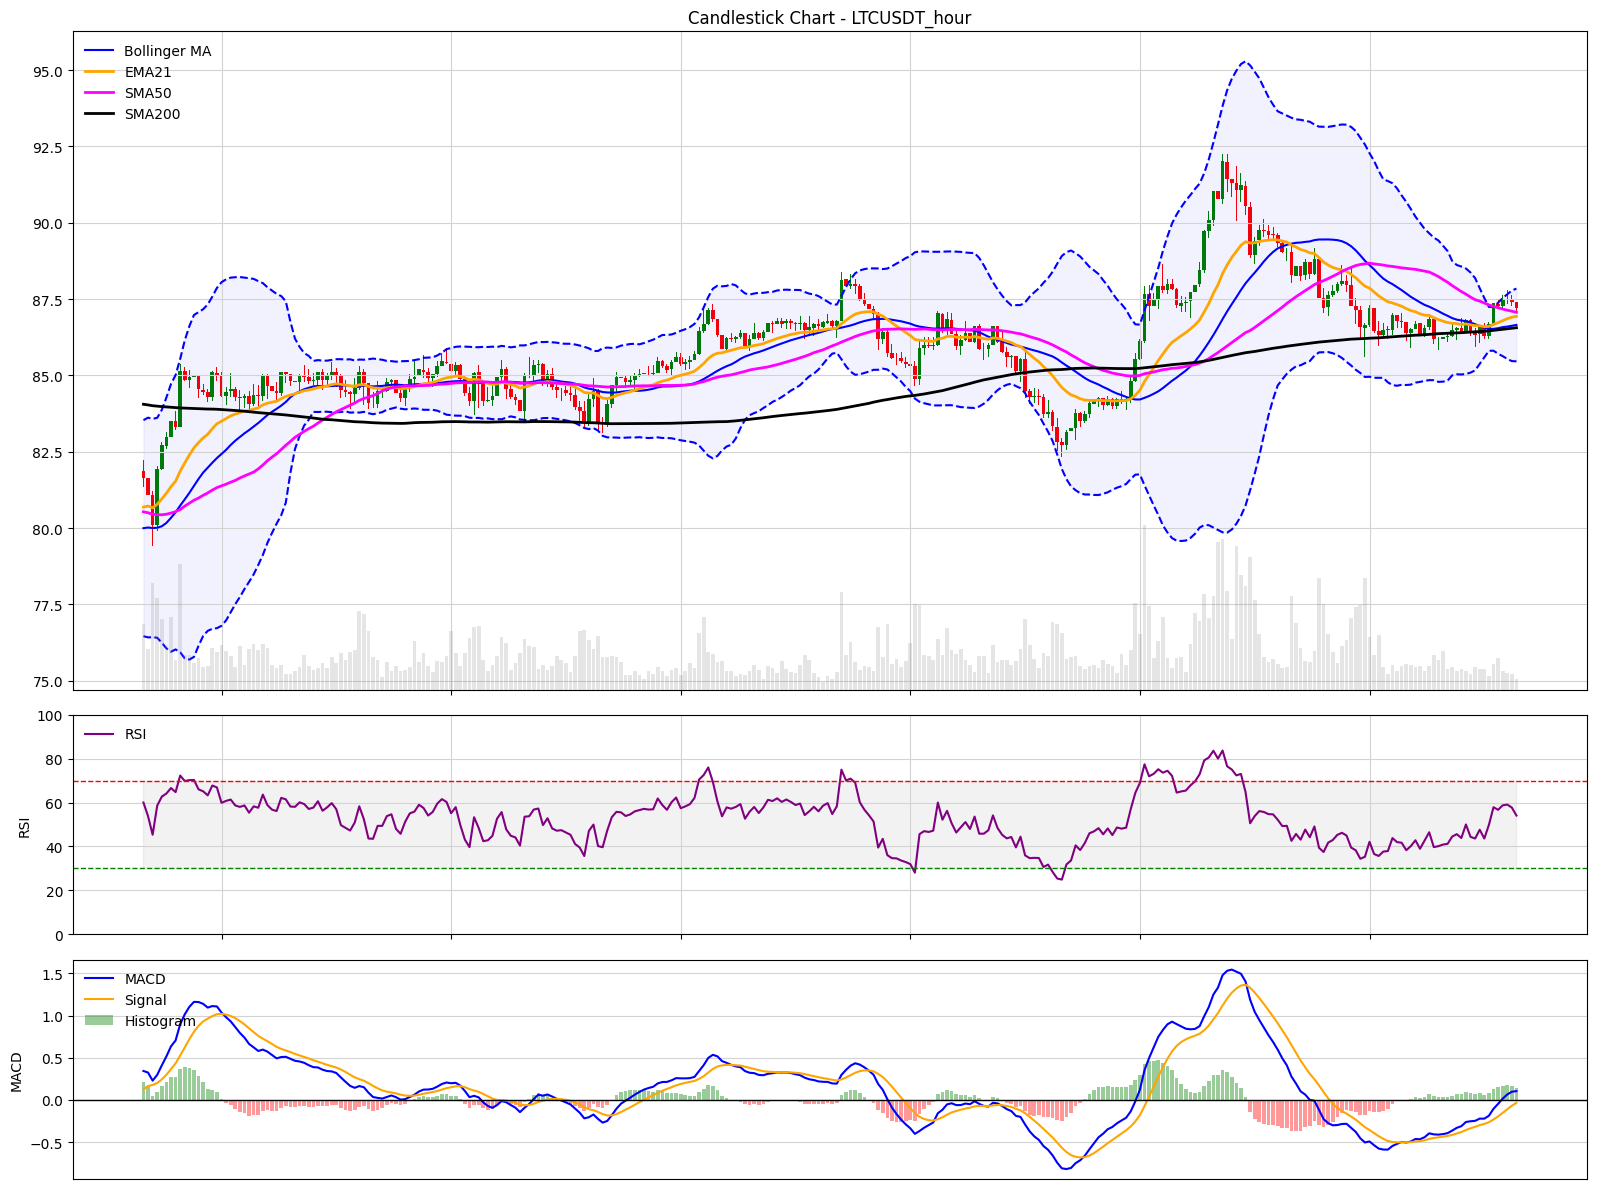 Candlestick Chart - LTCUSDT_hour
Bollinger MA
EMA21
SMA50
SMA200
95.0
92.5
90.0
87.5
85.0
82.5
80.0
77.5
75.0
RSI
100
80
60
40
20
0
RSI
MACD
Signal
Histogram
1.5
1.0
0.5
0.0
−0.5
MACD